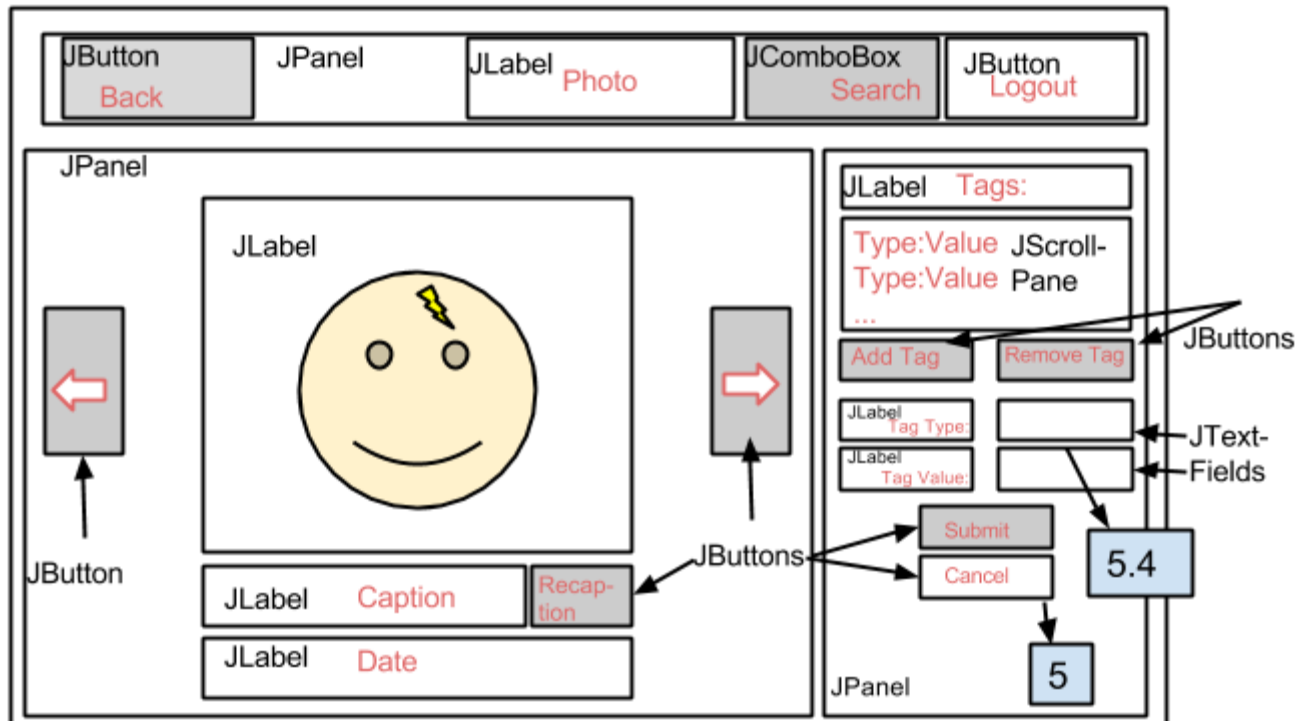 JButton
Back
JPanel
JLabel
Photo
JComboBox
Search
JButton
Logout
JPanel
JLabel
JButton
JLabel Caption
Recap-
tion
JLabel Date
JButtons
JLabel Tags:
Type:Value
Type:Value
...
JScroll-
Pane
Add Tag
Remove Tag
JButtons
JLabel
Tag Type:
JLabel
Tag Value:
JText-
Fields
Submit
Cancel
5.4
5
JPanel